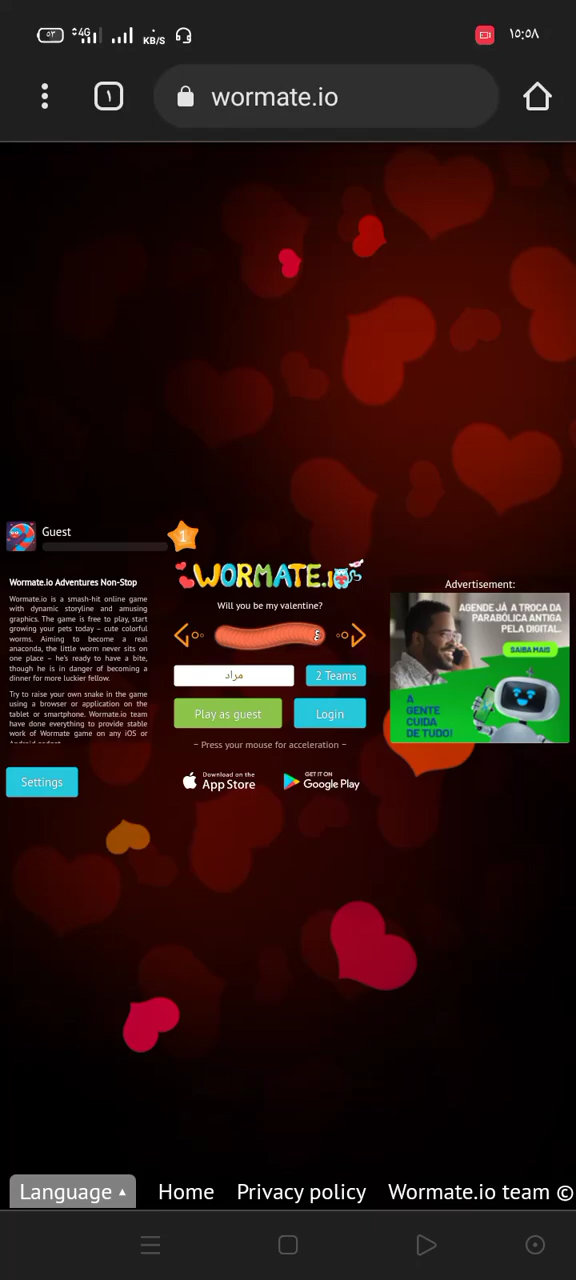 ٥٣
4G
KB/S
١٥:٥٨
١
wormate.io
Guest
1
WORMATE.io
Wormate.io Adventures Non-Stop
Wormate.io is a smash-hit online game
with dynamic storyline and amusing
graphics. The game is free to play, start
growing your pets today – cute colorful
worms. Aiming to become a real
anaconda, the little worm never sits on
one place – he's ready to have a bite,
though he is in danger of becoming a
dinner for more luckier fellow.
Try to raise your own snake in the game
using a browser or application on the
tablet or smartphone. Wormate.io team
have done everything to provide stable
work of Wormate game on any iOS or
Android gadget
Settings
Will you be my valentine?
مراد
2 Teams
Play as guest
Login
– Press your mouse for acceleration –
Download on the
App Store
GET IT ON
Google Play
Advertisement:
AGENDE JÁ A TROCA DA
PARABÓLICA ANTIGA
PELA DIGITAL.
SAIBA MAIS
A
GENTE
CUIDA
DE TUDO!
Language ▴
Home
Privacy policy
Wormate.io team ©